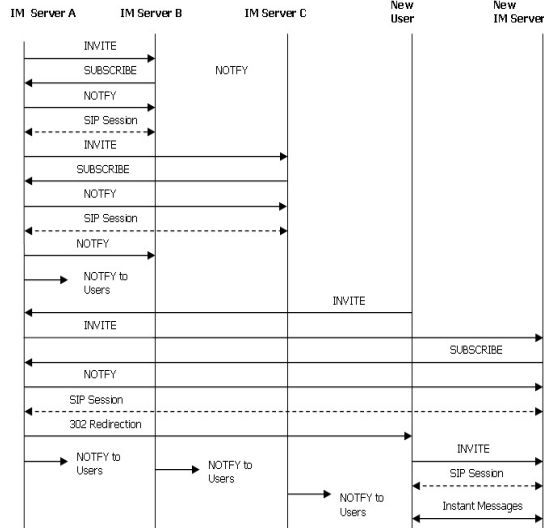 IM Server A
IM Server B
IM Server C
New
User
New
IM Server
INVITE
SUBSCRIBE
NOTFY
NOTFY
SIP Session
INVITE
SUBSCRIBE
NOTFY
SIP Session
NOTFY
NOTFY to
Users
INVITE
INVITE
SUBSCRIBE
NOTFY
SIP Session
302 Redirection
INVITE
NOTFY to
Users
NOTFY to
Users
SIP Session
NOTFY to
Users
Instant Messages